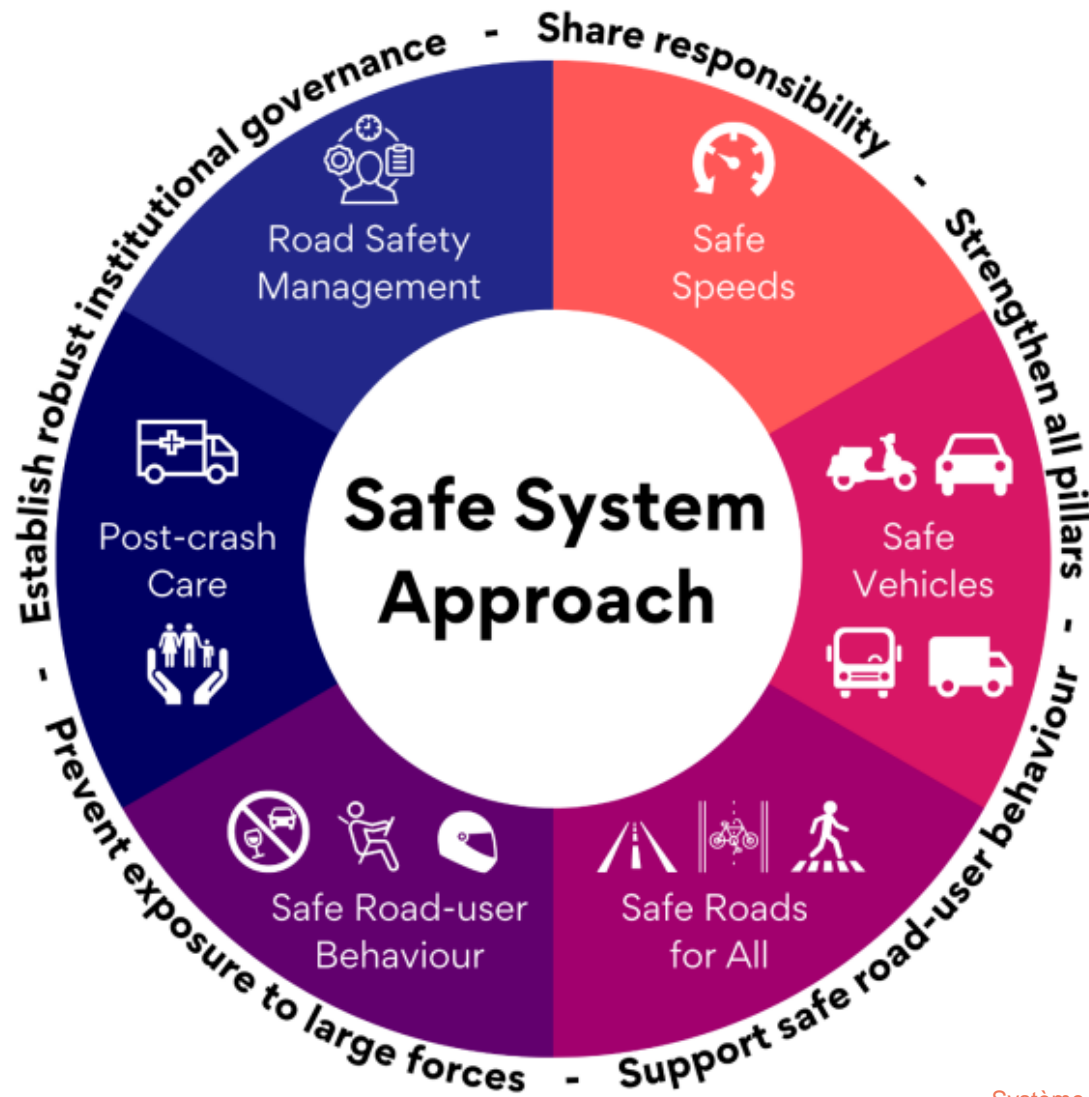 Establish robust institutional governance - Share responsibility - Strengthen all pillars - Support safe road-user behaviour - Prevent exposure to large forces -
Road Safety
Management
Safe
Speeds
Safe System
Approach
Post-crash
Care
Safe
Vehicles
Safe Road-user
Behaviour
Safe Roads
for All